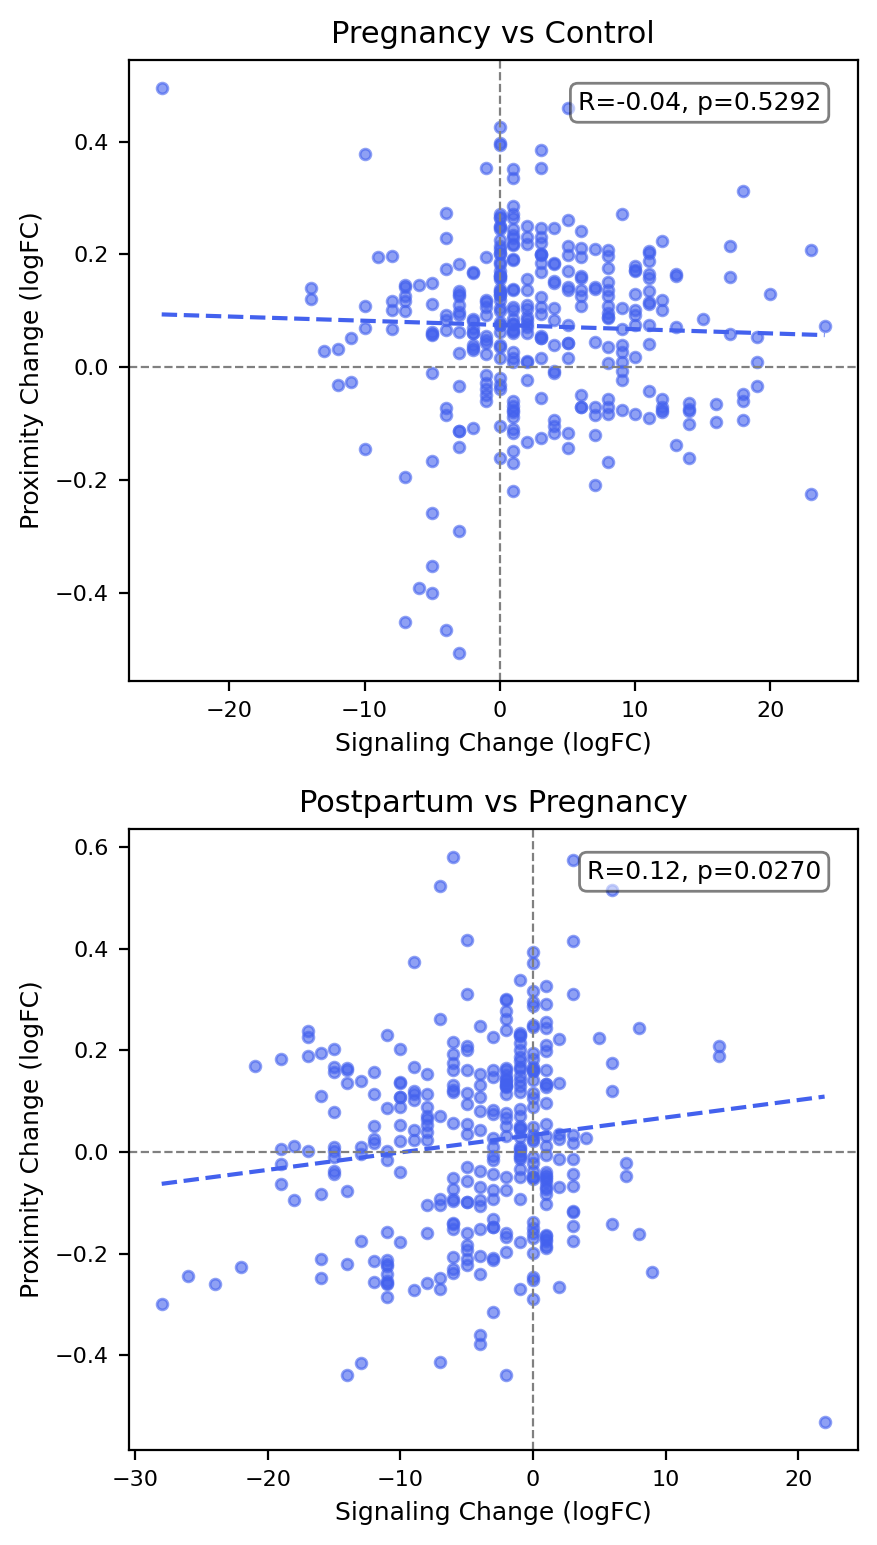 Pregnancy vs Control
R=-0.04, p=0.5292
0.4
0.2
0.0
−0.2
−0.4
Proximity Change (logFC)
−20
−10
0
10
20
Signaling Change (logFC)
Postpartum vs Pregnancy
R=0.12, p=0.0270
0.6
0.4
0.2
0.0
−0.2
−0.4
Proximity Change (logFC)
−30
−20
−10
0
10
20
Signaling Change (logFC)